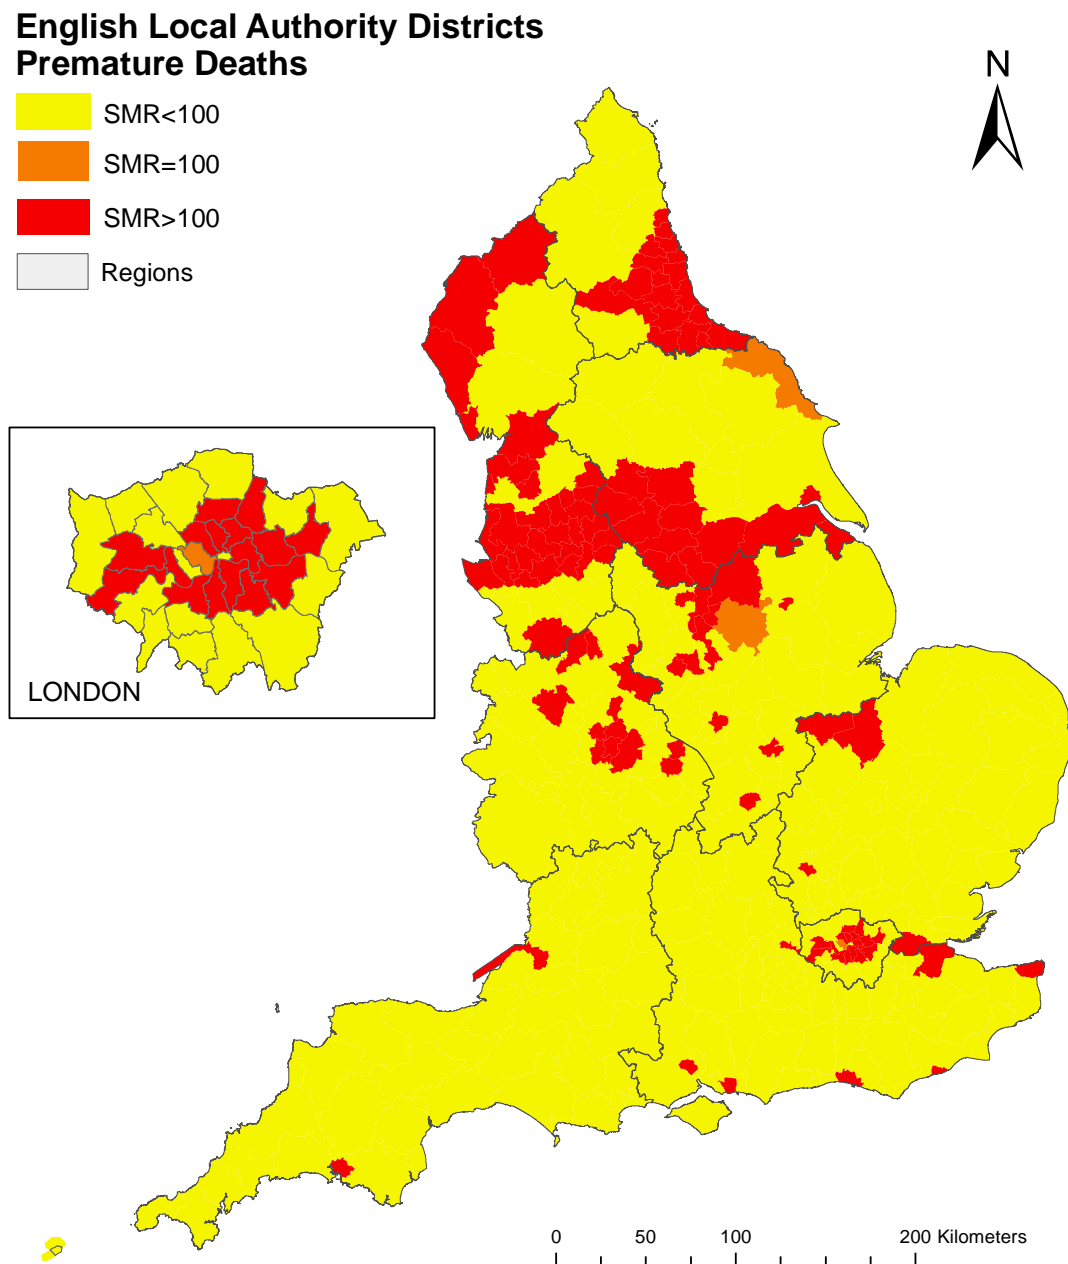 English Local Authority Districts
Premature Deaths
SMR<100
SMR=100
SMR>100
Regions
N
LONDON
0 50 100 200 Kilometers